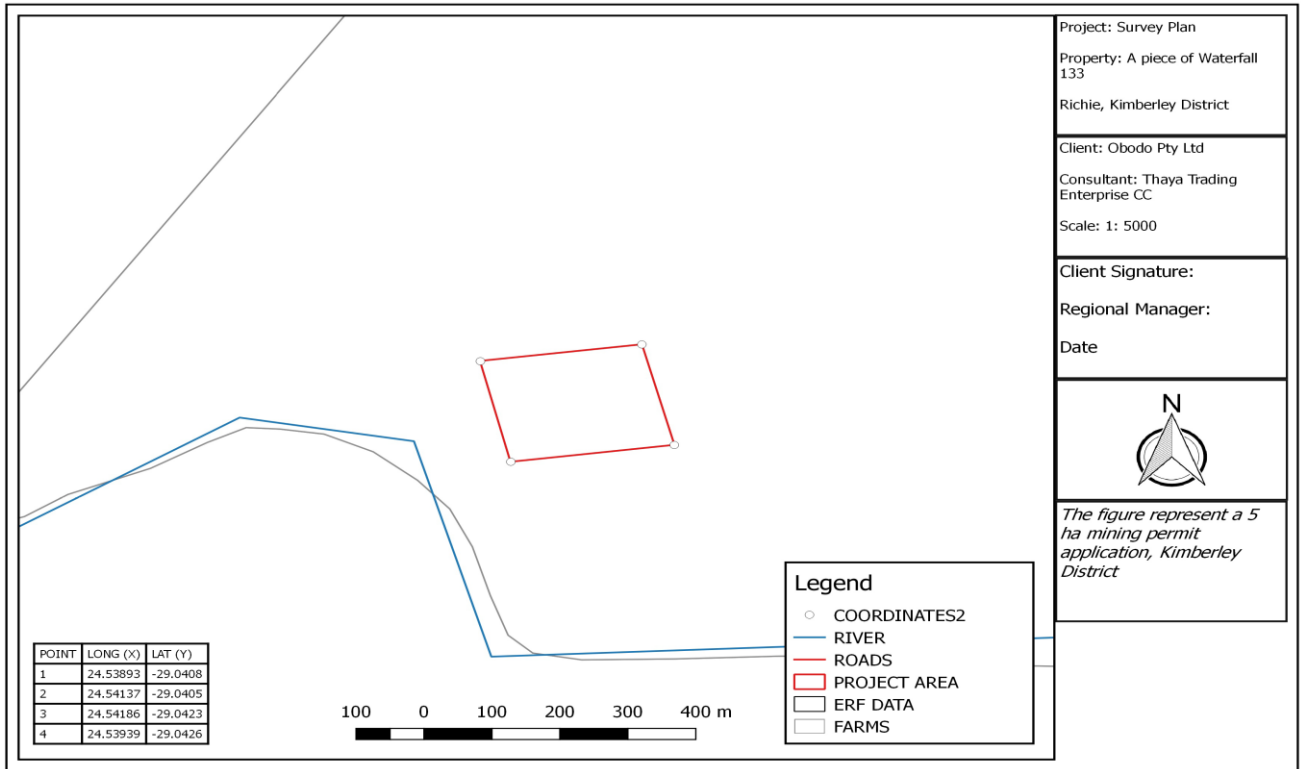 Project: Survey Plan
Property: A piece of Waterfall
133
Richie, Kimberley District
Client: Obodo Pty Ltd
Consultant: Thaya Trading
Enterprise CC
Scale: 1: 5000
Client Signature:
Regional Manager:
Date
N
The figure represent a 5
ha mining permit
application, Kimberley
District
Legend
COORDINATES2
RIVER
ROADS
PROJECT AREA
ERF DATA
FARMS
POINT LONG (X) LAT (Y)
1 24.53893 -29.0408
2 24.54137 -29.0405
3 24.54186 -29.0423
4 24.53939 -29.0426
100 0 100 200 300 400 m